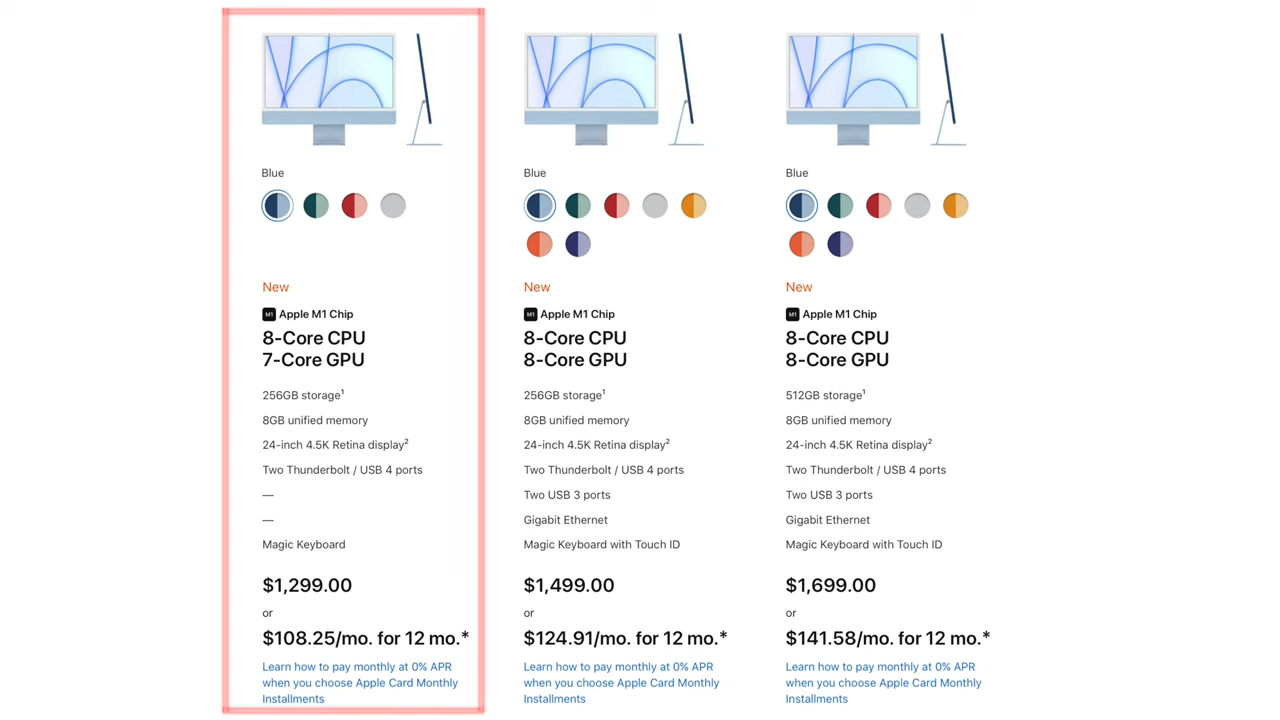 Blue
New
M1 Apple M1 Chip
8-Core CPU
7-Core GPU
256GB storage¹
8GB unified memory
24-inch 4.5K Retina display²
Two Thunderbolt / USB 4 ports
—
—
Magic Keyboard
$1,299.00
or
$108.25/mo. for 12 mo.*
Learn how to pay monthly at 0% APR
when you choose Apple Card Monthly
Installments
Blue
New
M1 Apple M1 Chip
8-Core CPU
8-Core GPU
256GB storage¹
8GB unified memory
24-inch 4.5K Retina display²
Two Thunderbolt / USB 4 ports
Two USB 3 ports
Gigabit Ethernet
Magic Keyboard with Touch ID
$1,499.00
or
$124.91/mo. for 12 mo.*
Learn how to pay monthly at 0% APR
when you choose Apple Card Monthly
Installments
Blue
New
M1 Apple M1 Chip
8-Core CPU
8-Core GPU
512GB storage¹
8GB unified memory
24-inch 4.5K Retina display²
Two Thunderbolt / USB 4 ports
Two USB 3 ports
Gigabit Ethernet
Magic Keyboard with Touch ID
$1,699.00
or
$141.58/mo. for 12 mo.*
Learn how to pay monthly at 0% APR
when you choose Apple Card Monthly
Installments